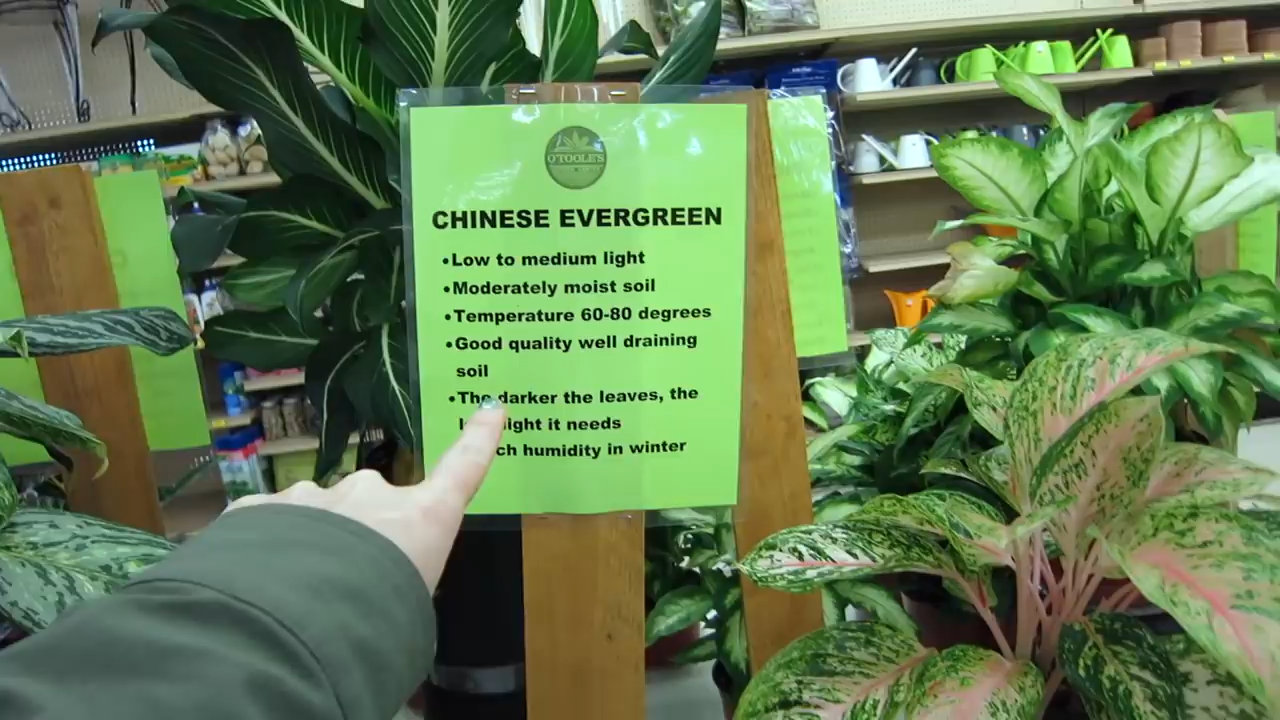 O'TOOLE'S
CHINESE EVERGREEN
•Low to medium light
•Moderately moist soil
•Temperature 60-80 degrees
•Good quality well draining
soil
•The darker the leaves, the
light it needs
humidity in winter